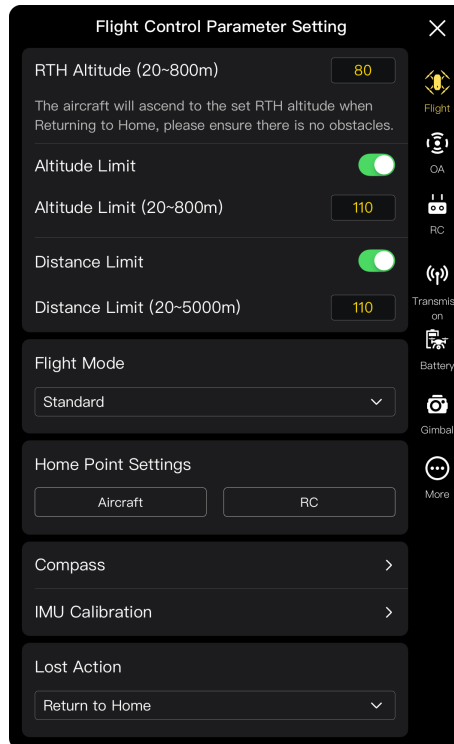 Flight Control Parameter Setting
RTH Altitude (20~800m)
80
The aircraft will ascend to the set RTH altitude when
Returning to Home, please ensure there is no obstacles.
Altitude Limit
Altitude Limit (20~800m)
110
Distance Limit
Distance Limit (20~5000m)
110
Flight Mode
Standard
Home Point Settings
Aircraft
RC
Compass
IMU Calibration
Lost Action
Return to Home
Flight
OA
RC
Transmis
on
Battery
Gimbal
More